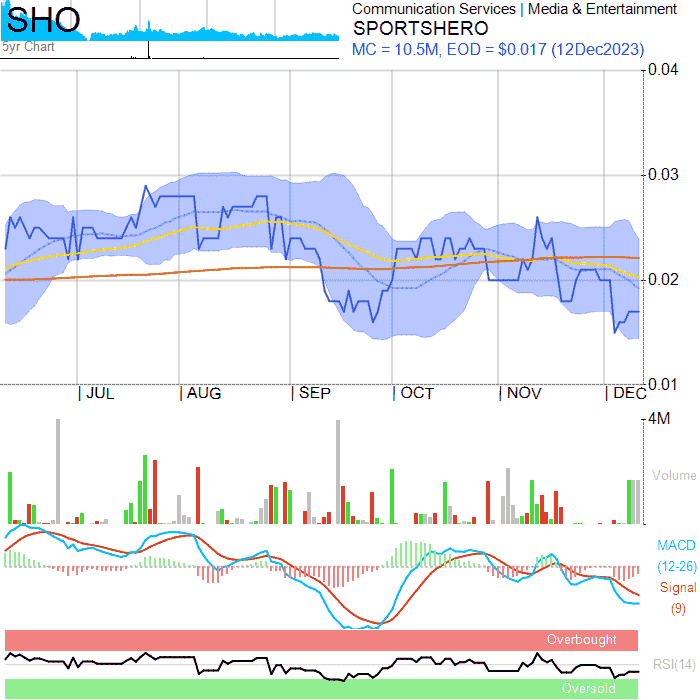 SHO
5yr Chart
Communication Services | Media & Entertainment
SPORTSHERO
MC = 10.5M, EOD = $0.017 (12Dec2023)
0.04
0.03
0.02
0.01
| JUL | AUG | SEP | OCT | NOV | DEC
4M
Volume
MACD
(12-26)
Signal
(9)
Overbought
RSI(14)
Oversold